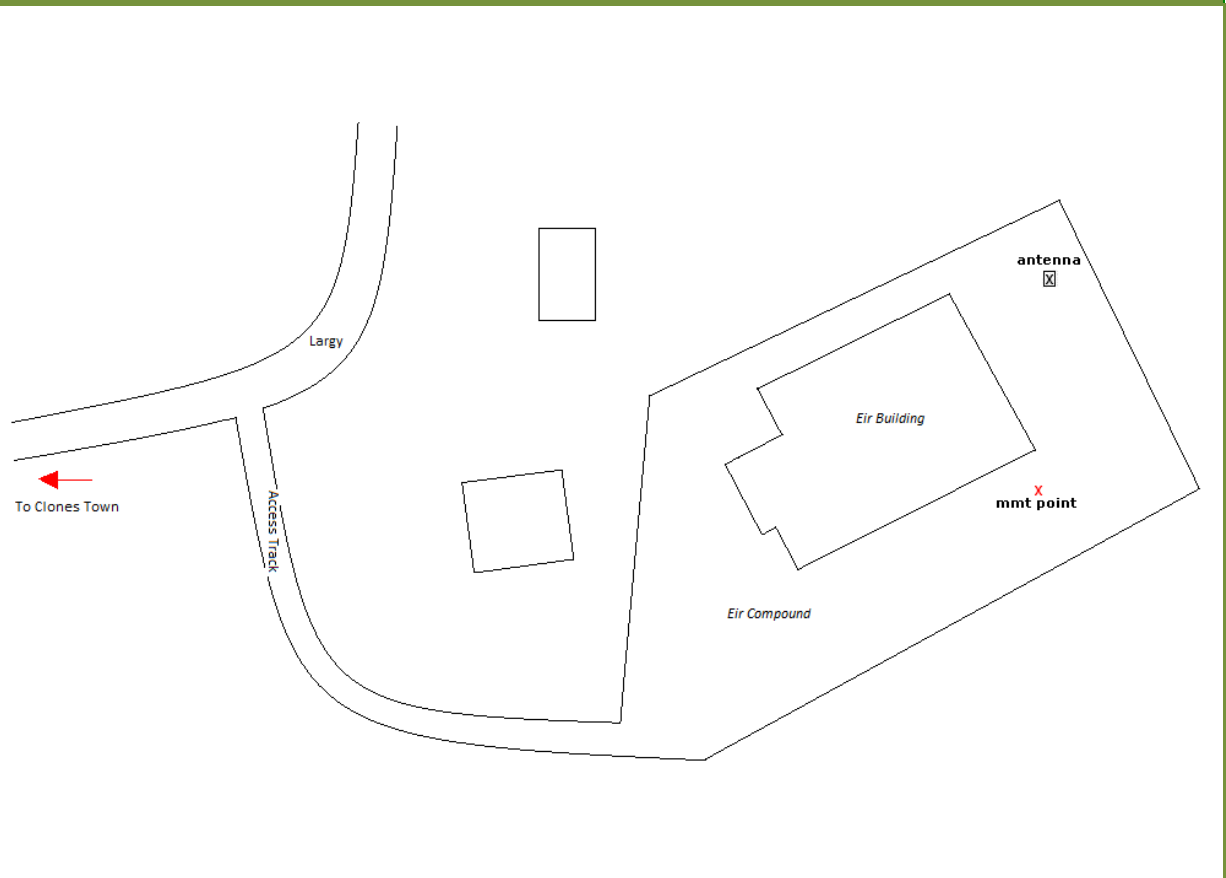 antenna
X
Largy
Eir Building
X
mmt point
To Clones Town
Access Track
Eir Compound